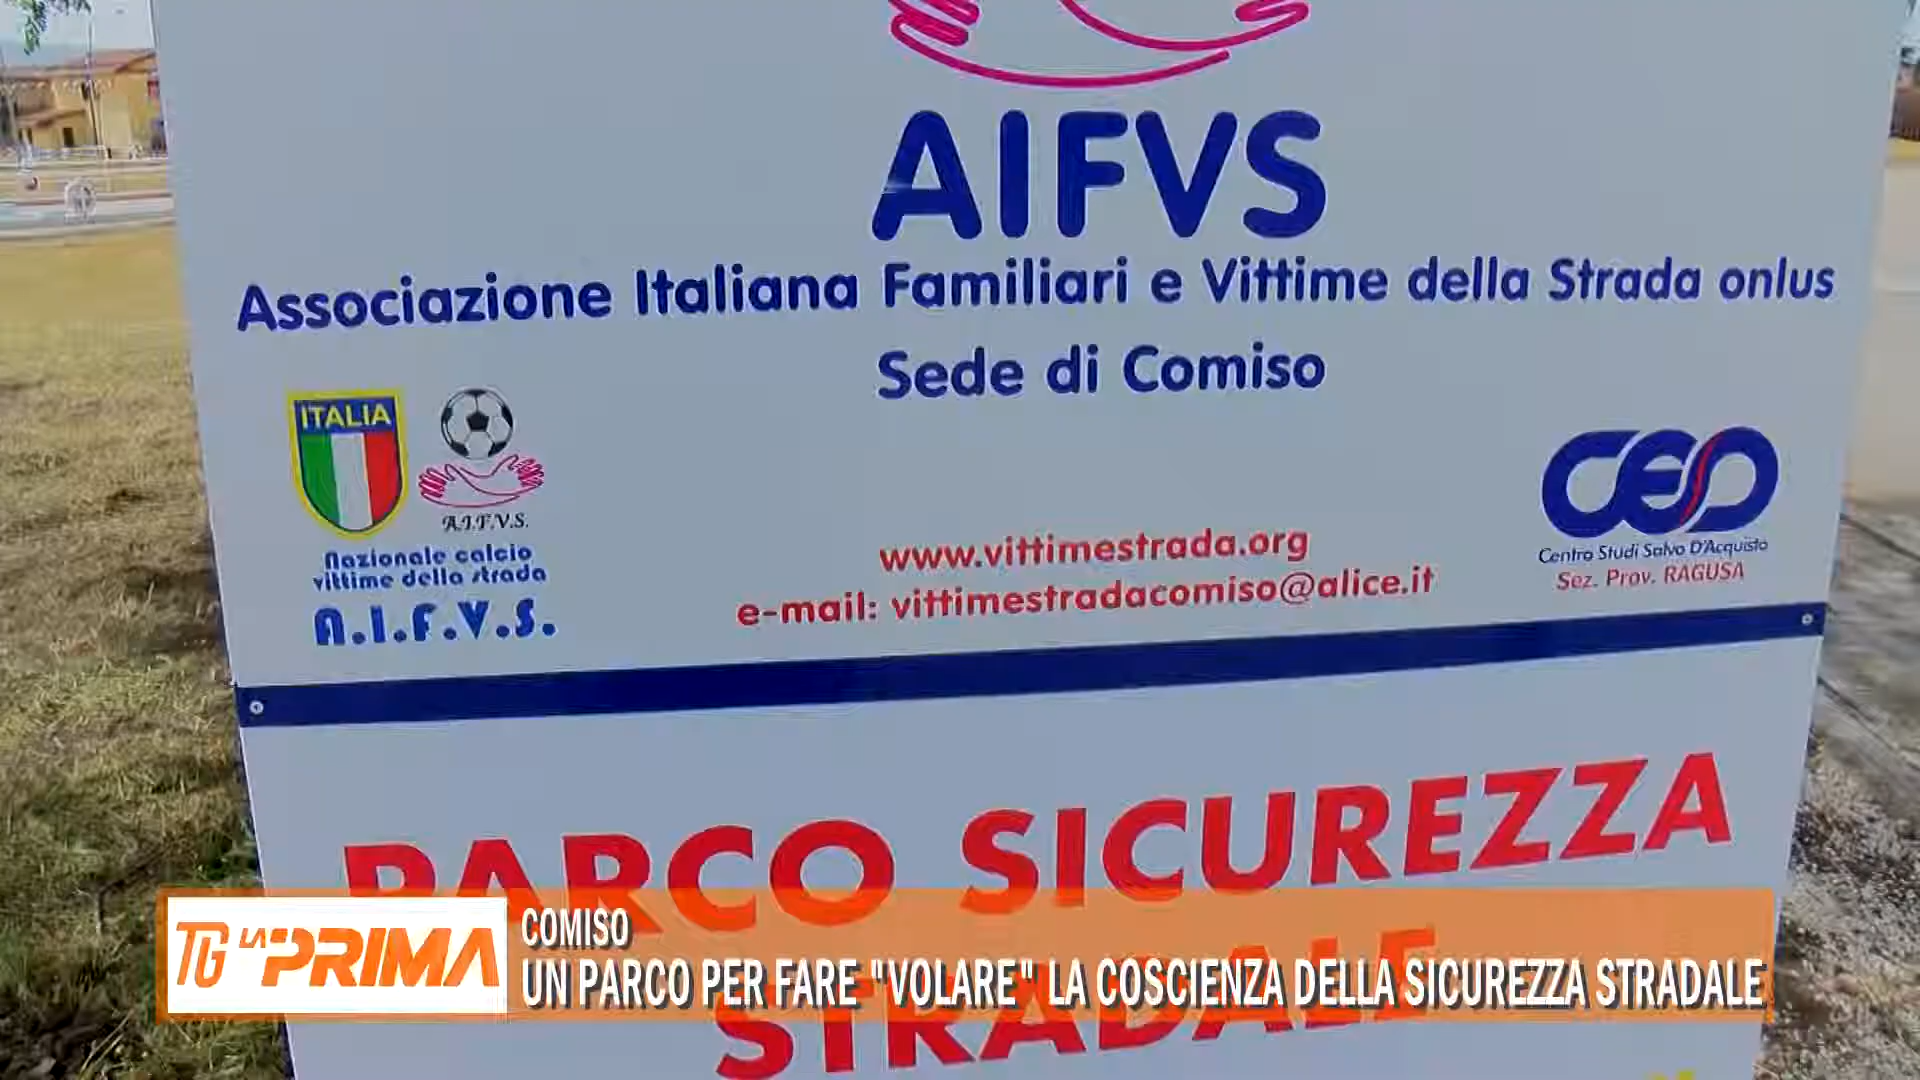 AIFVS
Associazione Italiana Familiari e Vittime della Strada onlus
Sede di Comiso
ITALIA
A.I.F.V.S.
Nazionale calcio
vittime della strada
A.I.F.V.S.
www.vittimestrada.org
e-mail: vittimestradacomiso@alice.it
CESD
Centro Studi Salvo D'Acquisto
Sez. Prov. RAGUSA
PARCO SICUREZZA
STRADALE
TG LA PRIMA
COMISO
UN PARCO PER FARE "VOLARE" LA COSCIENZA DELLA SICUREZZA STRADALE